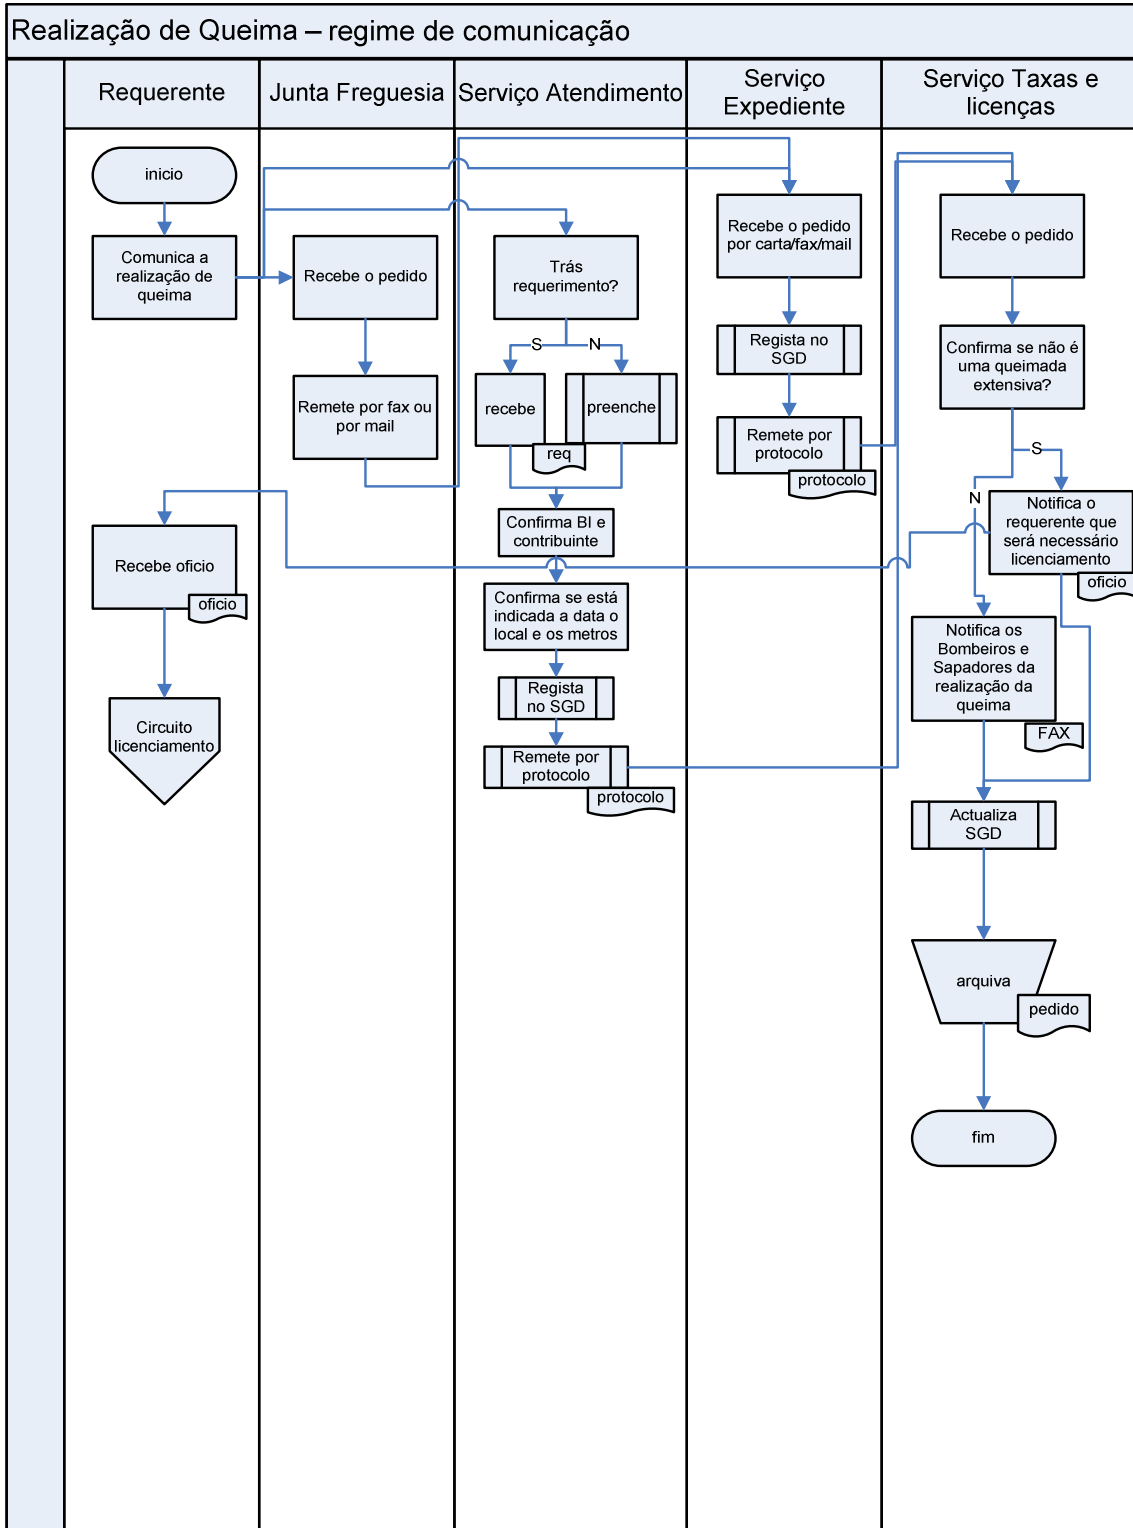 Realização de Queima – regime de comunicação
Requerente
Junta Freguesia
Serviço Atendimento
Serviço
Expediente
Serviço Taxas e
licenças
inicio
Comunica a
realização de
queima
Recebe oficio
oficio
Circuito
licenciamento
Recebe o pedido
Remete por fax ou
por mail
Trás
requerimento?
S
N
recebe
req
preenche
Confirma BI e
contribuinte
Confirma se está
indicada a data o
local e os metros
Regista
no SGD
Remete por
protocolo
protocolo
Recebe o pedido
por carta/fax/mail
Regista no
SGD
Remete por
protocolo
protocolo
Recebe o pedido
Confirma se não é
uma queimada
extensiva?
S
N
Notifica o
requerente que
será necessário
licenciamento
oficio
Notifica os
Bombeiros e
Sapadores da
realização da
queima
FAX
Actualiza
SGD
arquiva
pedido
fim